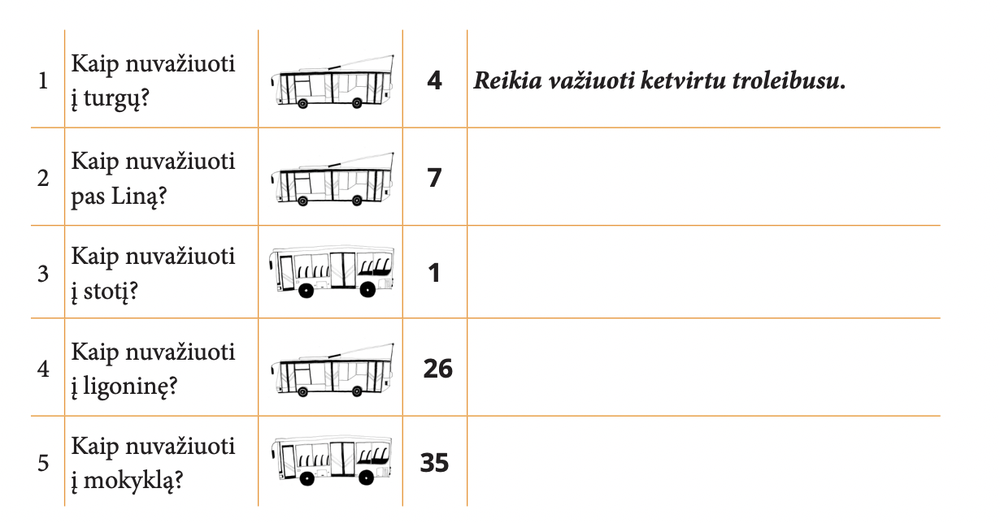 1 Kaip nuvažiuoti
į turgų? 4 Reikia važiuoti ketvirtu troleibusu.
2 Kaip nuvažiuoti
pas Liną? 7
3 Kaip nuvažiuoti
į stotį? 1
4 Kaip nuvažiuoti
į ligoninę? 26
5 Kaip nuvažiuoti
į mokyklą? 35